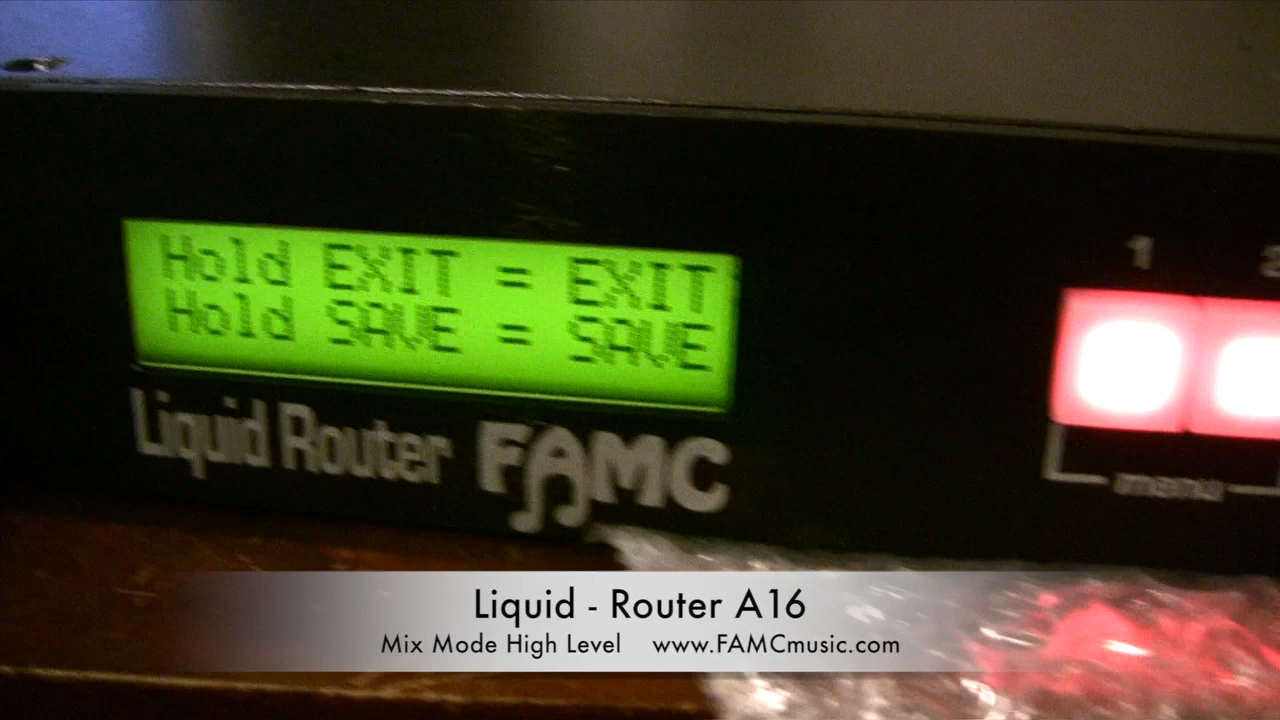 Hold EXIT = EXIT
Hold SAVE = SAVE
Liquid Router FAMC
1 2
menu
Liquid - Router A16
Mix Mode High Level www.FAMCmusic.com